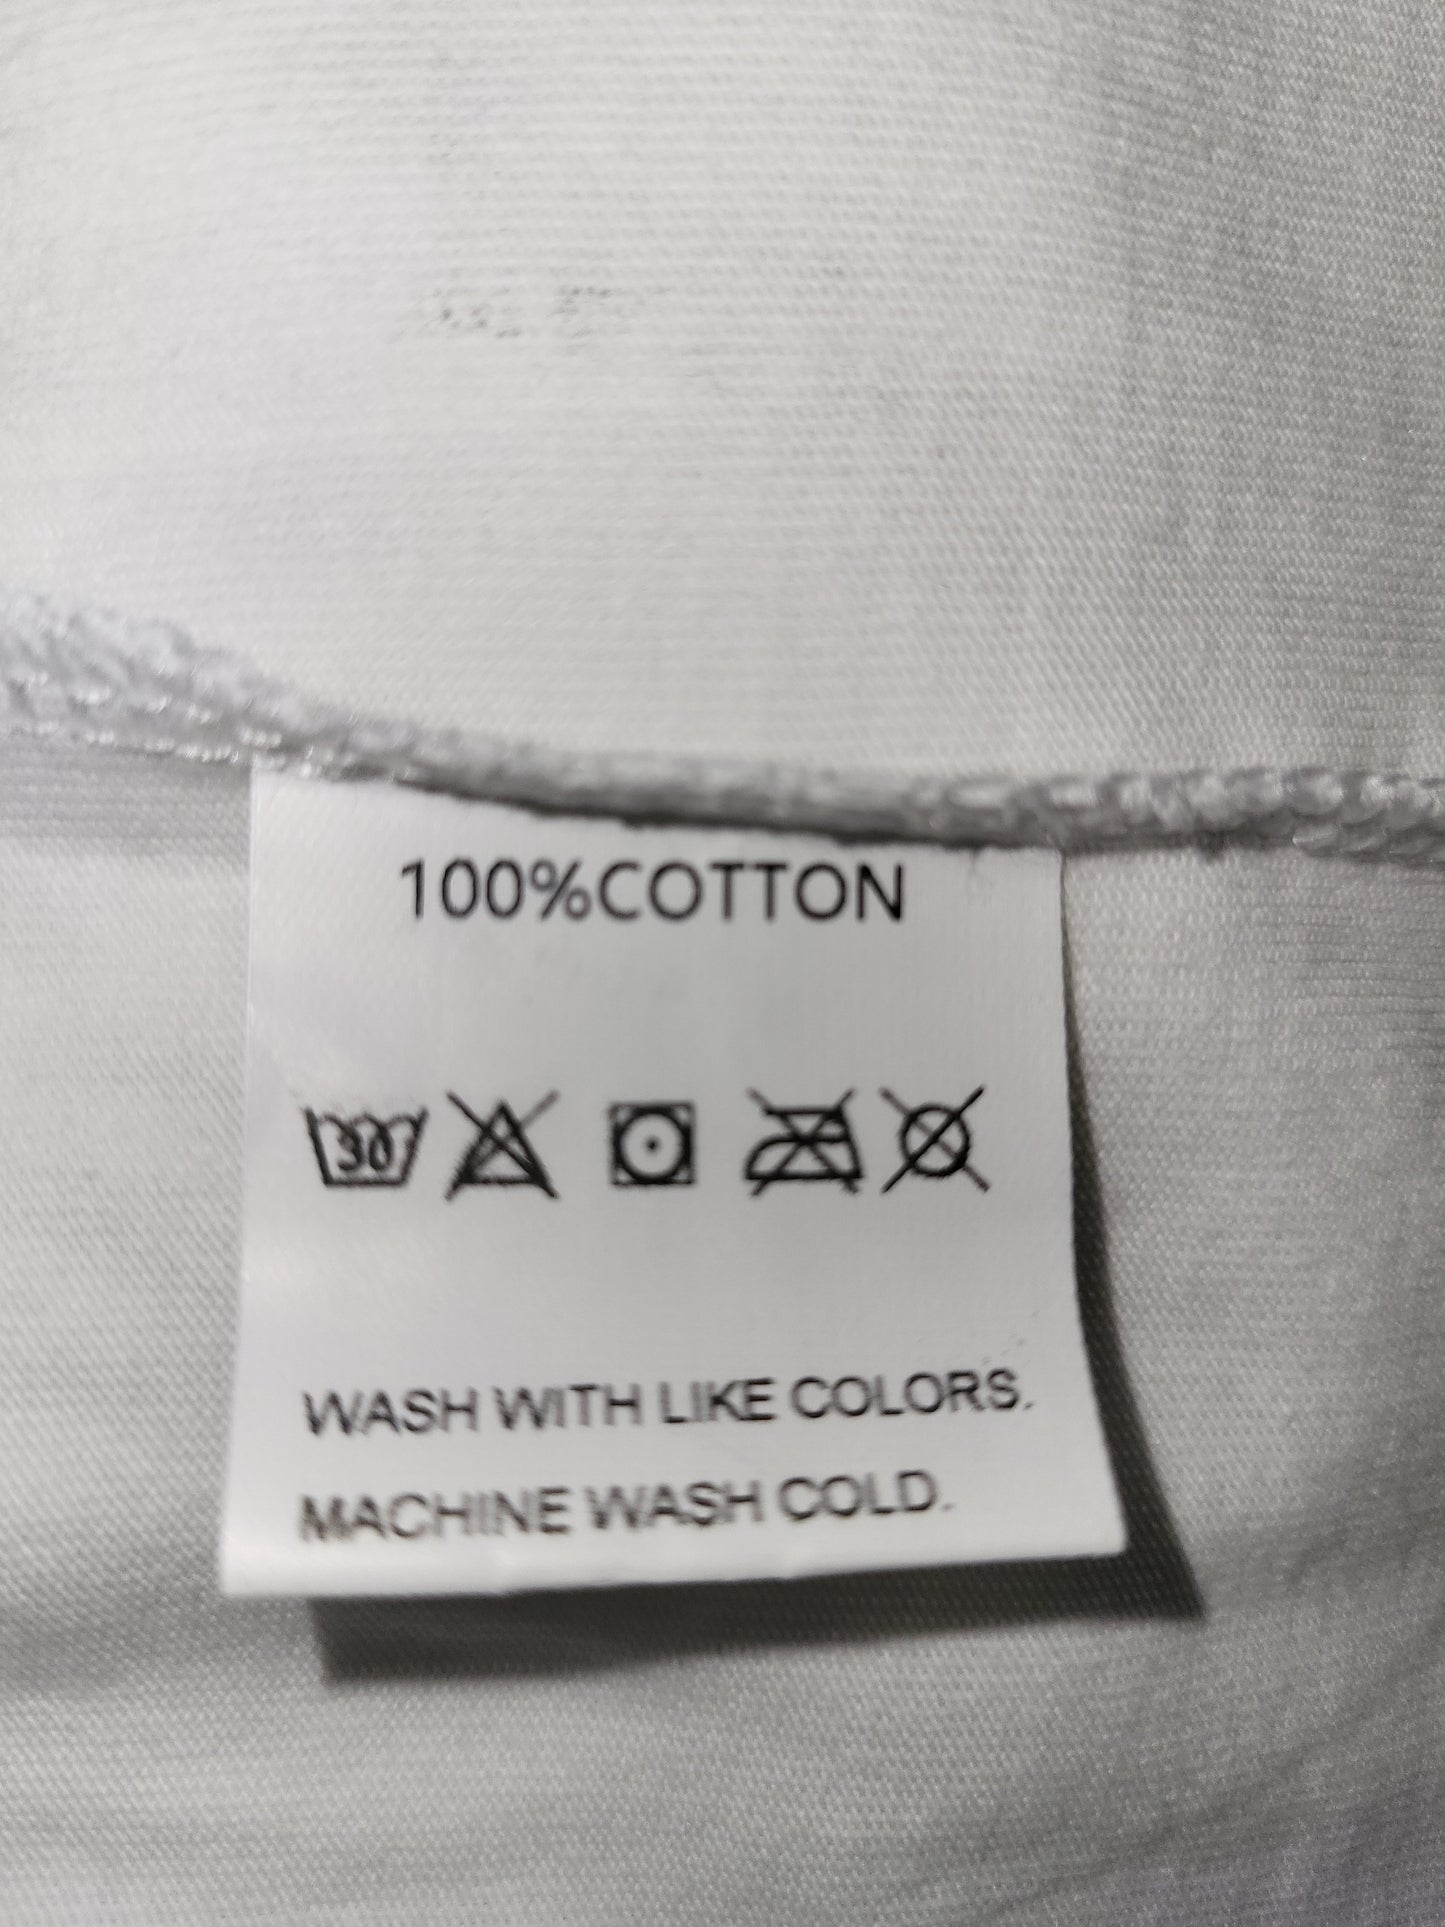 100%COTTON
30
WASH WITH LIKE COLORS.
MACHINE WASH COLD.